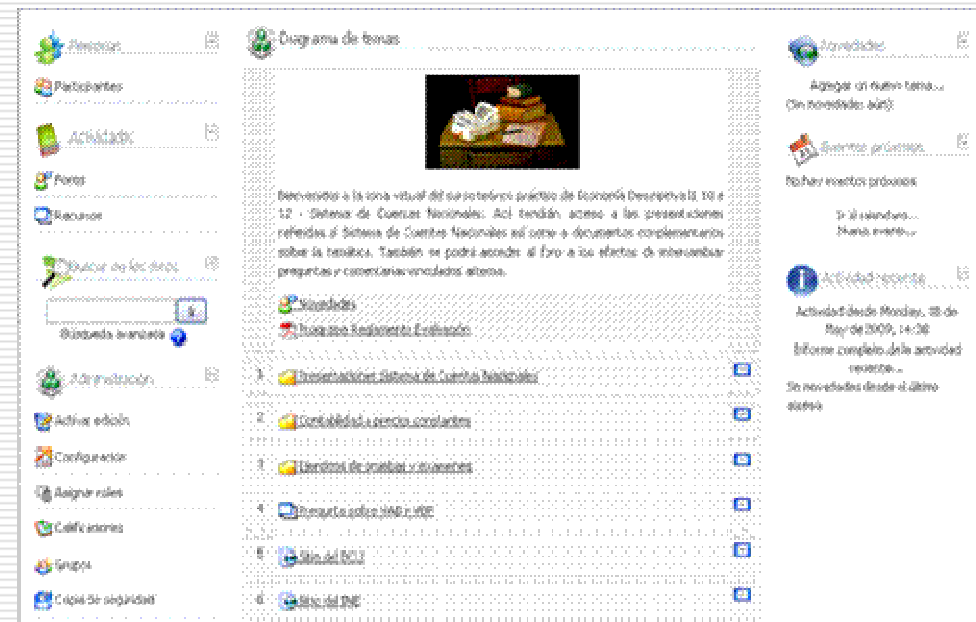 Personas
Participantes
Actividades
Foros
Recursos
Buscar en los foros
Búsqueda avanzada
Administración
Activar edición
Configuración
Asignar roles
Calificaciones
Grupos
Copia de seguridad
Diagrama de temas
Bienvenidos a la zona virtual del curso teórico práctico de Economía Descriptiva
12 - Sistema de Cuentas Nacionales. Acá tendrán acceso a las presentaciones
referidas al Sistema de Cuentas Nacionales así como a documentos complementarios
sobre la temática. También se podrá acceder al foro a los efectos de intercambiar
preguntas y comentarios vinculados
Novedades
Programa Reglamento Evaluación
1 Presentaciones Sistema de Cuentas Nacionales
2 Contabilidad a precios constantes
3 Ejercicios de pruebas y exámenes
4 Pregunta sobre VAB y VBP
5 Sitio del BCU
6 Sitio del INE
Novedades
Agregar un nuevo tema...
(Sin novedades aún)
Eventos próximos
No hay eventos próximos
Ir al calendario...
Nuevo evento...
Actividad reciente
Actividad desde Monday, 18 de
May de 2009, 14:38
Informe completo de la actividad
reciente...
Sin novedades desde el último
acceso